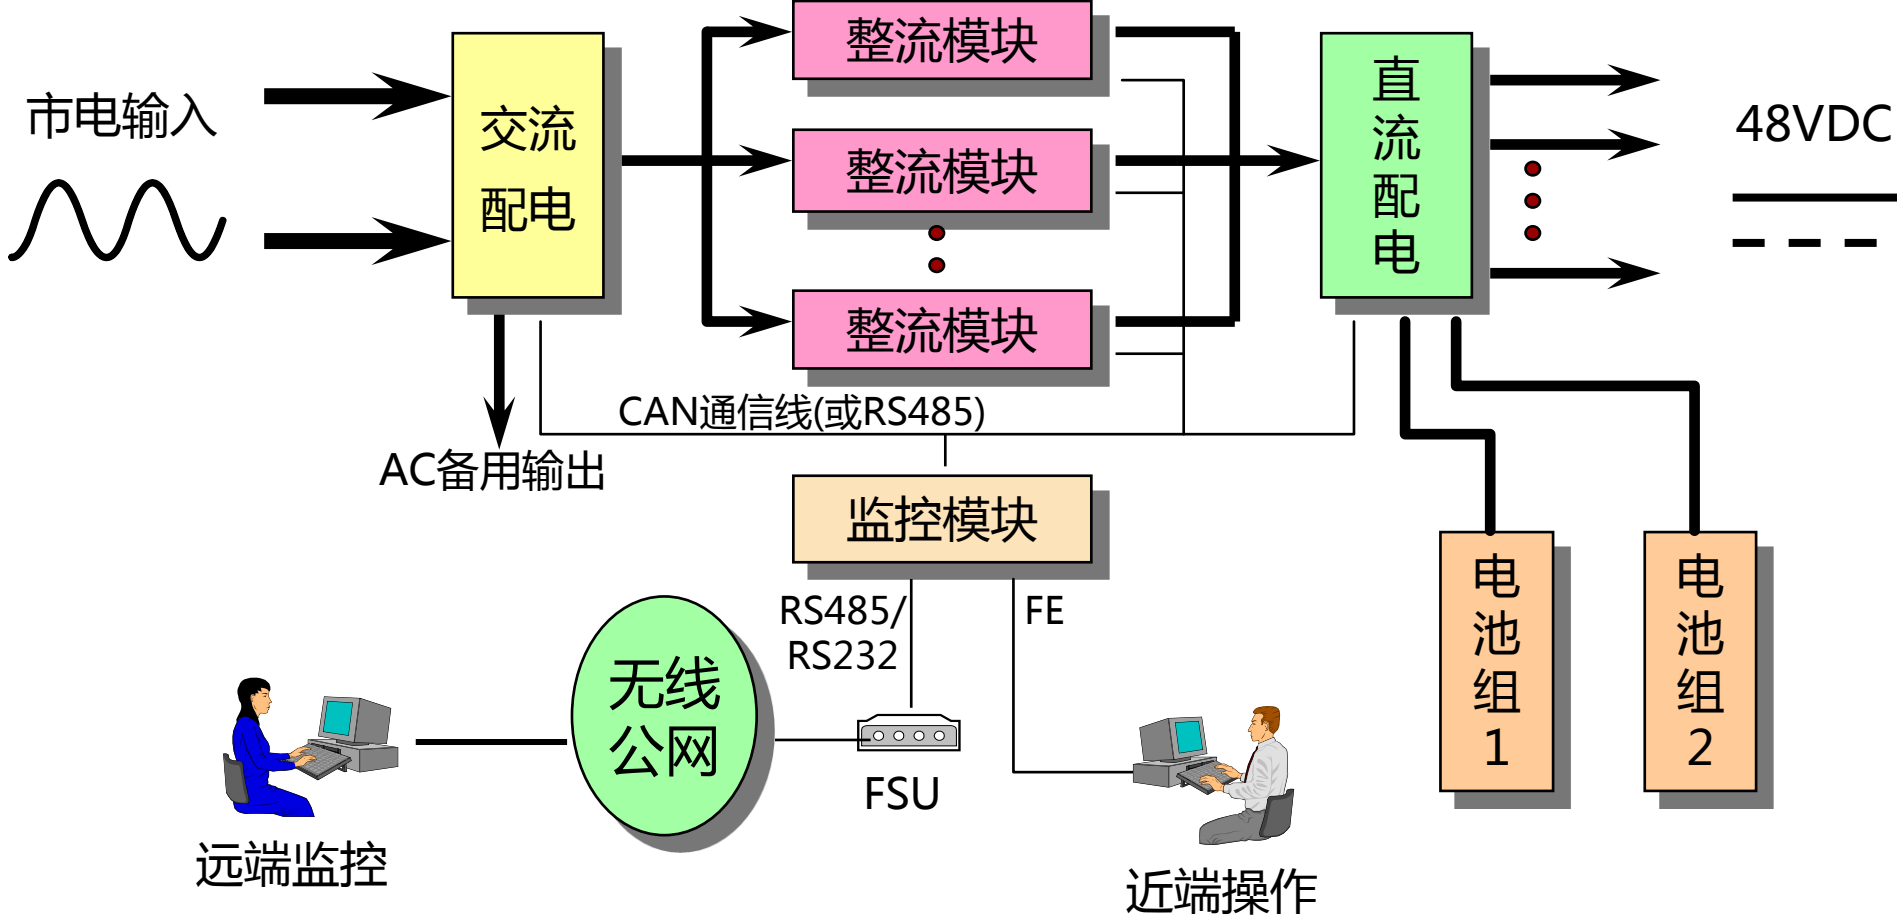 市电输入
交流
配电
整流模块
整流模块
整流模块
直
流
配
电
48VDC
CAN通信线(或RS485)
AC备用输出
监控模块
RS485/
RS232
FE
无线
公网
FSU
远端监控
近端操作
电
池
组
1
电
池
组
2